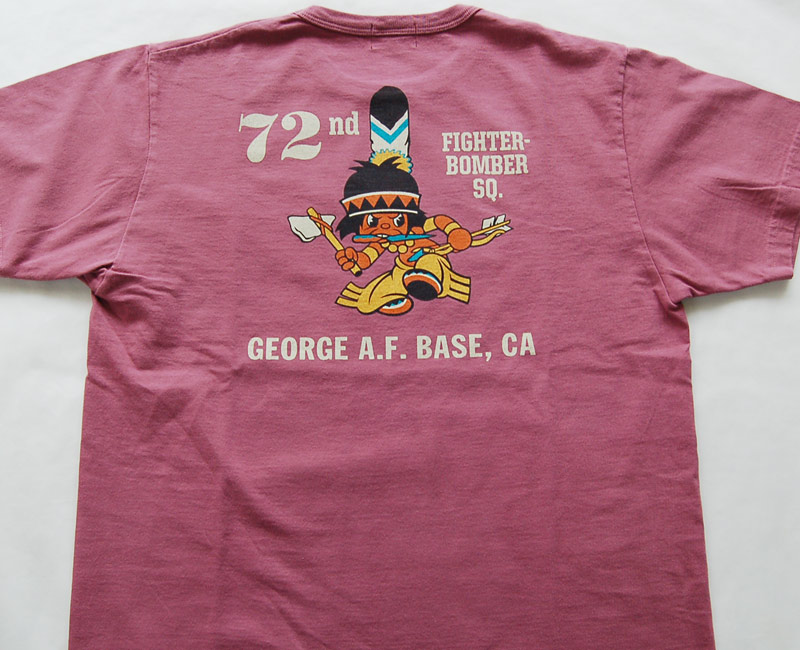 72nd
FIGHTER-
BOMBER
SQ.
GEORGE A.F. BASE, CA